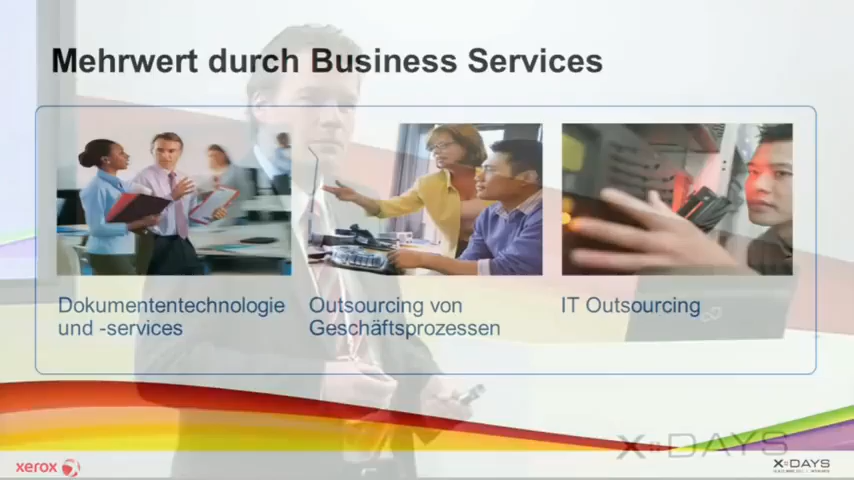 Mehrwert durch Business Services
Dokumententechnologie
und -services
Outsourcing von
Geschäftsprozessen
IT Outsourcing
X::DAYS
xerox
X::DAYS